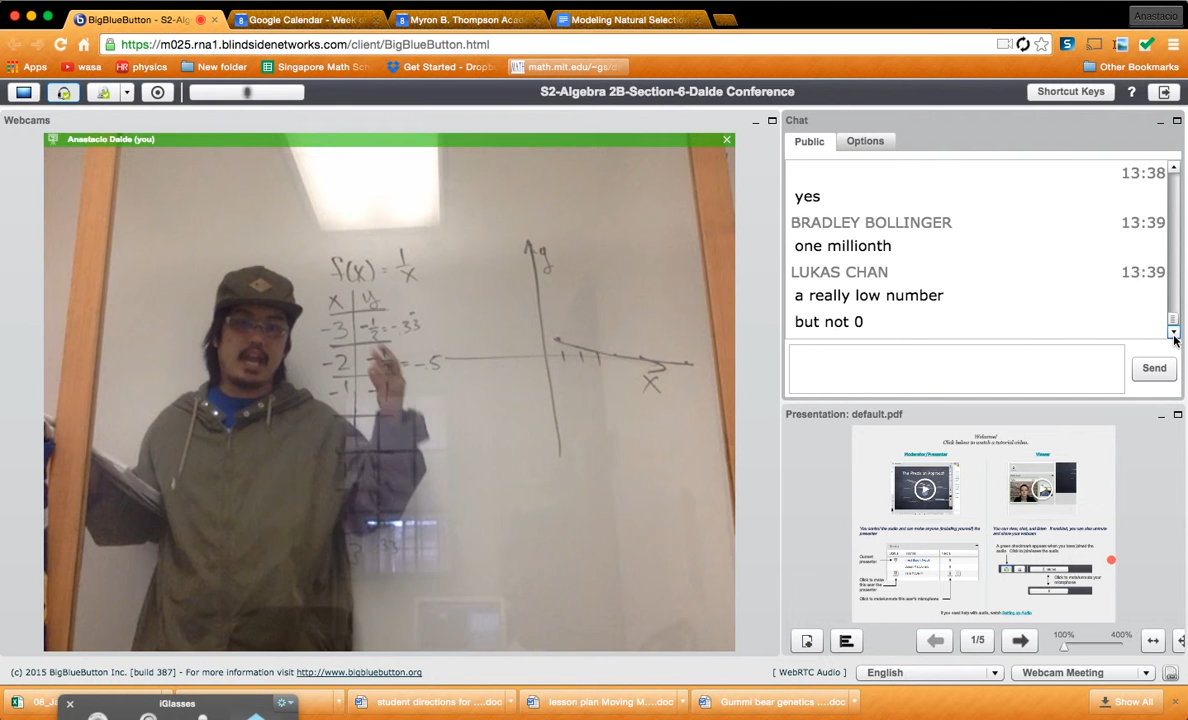 BigBlueButton - S2-Alg
Google Calendar - Week o
Myron B. Thompson Acad
Modeling Natural Selectio
Anastacio
https://m025.rna1.blindsidenetworks.com/client/BigBlueButton.html
Apps
wasa
HR physics
New folder
Singapore Math Sc
Get Started - Dropb
math.mit.edu/~gs/
Other Bookmarks
S2-Algebra 2B-Section-6-Dalde Conference
Shortcut Keys
?
Webcams
Anastacio Dalde (you)
f(x) = 1/x
x y
-3
-2 = -.5
-1 -1
y
x
Chat
Public
Options
13:38
yes
BRADLEY BOLLINGER 13:39
one millionth
LUKAS CHAN 13:39
a really low number
but not 0
Send
Presentation: default.pdf
Welcome!
Click below to watch a tutorial video.
Moderator/Presenter
Viewer
1/5
100%
400%
(c) 2015 BigBlueButton Inc. [build 387] - For more information visit http://www.bigbluebutton.org
[ WebRTC Audio ]
English
Webcam Meeting
iGlasses
student directions for ....doc
lesson plan Moving M....doc
Gummi bear genetics ....doc
Show All